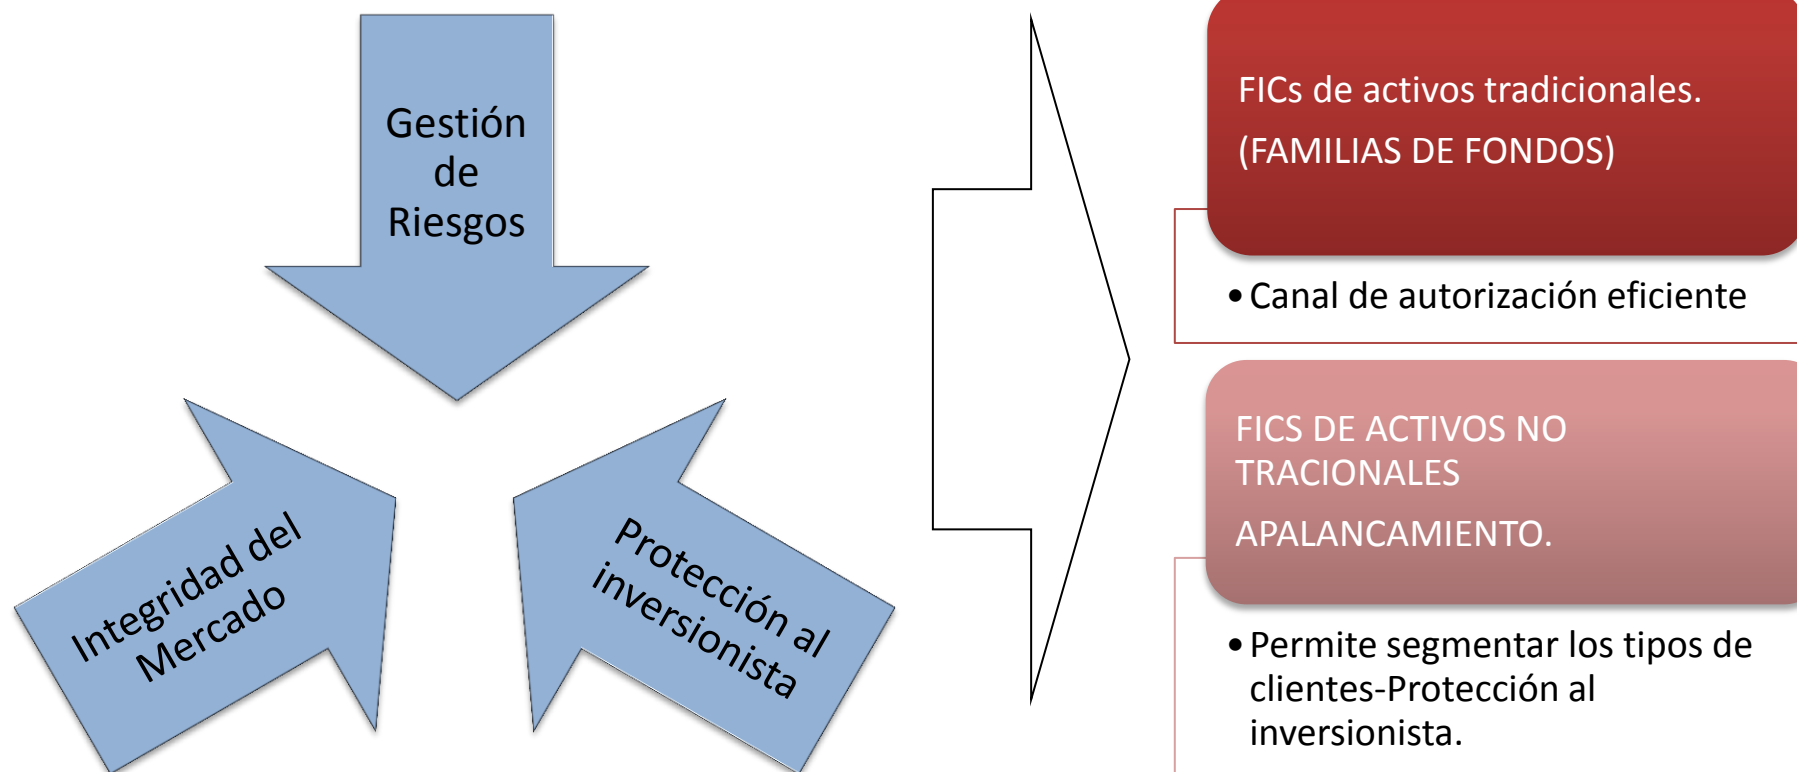 Gestión
de
Riesgos
Integridad del
Mercado
Protección al
inversionista
FICs de activos tradicionales.
(FAMILIAS DE FONDOS)
• Canal de autorización eficiente
FICS DE ACTIVOS NO
TRACIONALES
APALANCAMIENTO.
• Permite segmentar los tipos de
clientes-Protección al
inversionista.